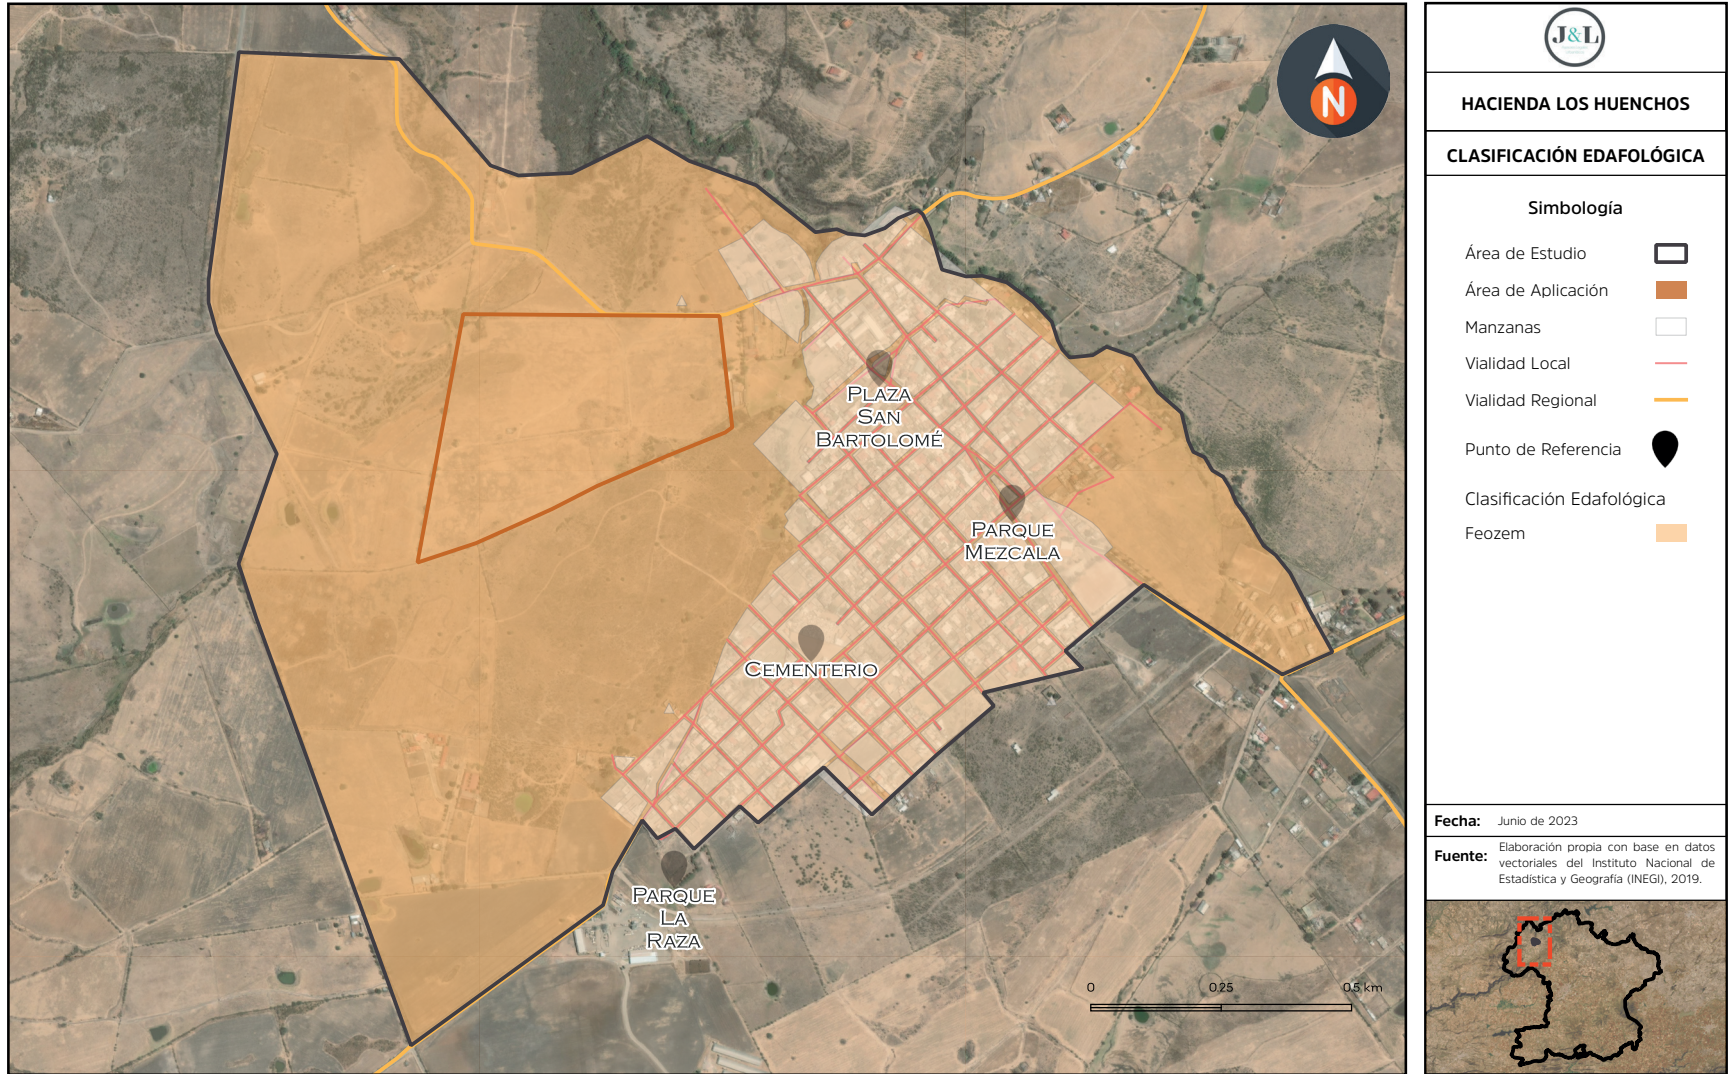 N
PLAZA
SAN
BARTOLOMÉ
PARQUE
MEZCALA
CEMENTERIO
PARQUE
LA
RAZA
0 0.25 0.5 km
J&L
HACIENDA LOS HUENCHOS
CLASIFICACIÓN EDAFOLÓGICA
Simbología
Área de Estudio
Área de Aplicación
Manzanas
Vialidad Local
Vialidad Regional
Punto de Referencia
Clasificación Edafológica
Feozem
Fecha: Junio de 2023
Fuente: Elaboración propia con base en datos
vectoriales del Instituto Nacional de
Estadística y Geografía (INEGI), 2019.